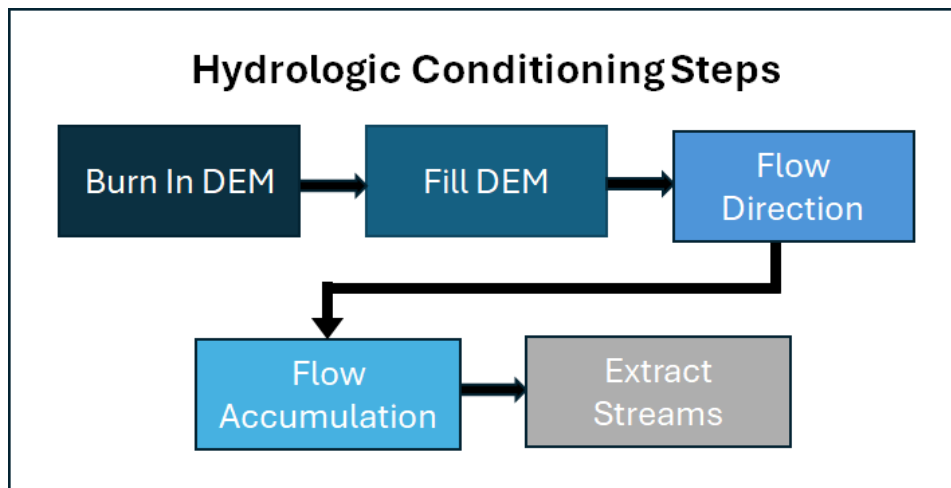 Hydrologic Conditioning Steps
Burn In DEM
Fill DEM
Flow
Direction
Flow
Accumulation
Extract
Streams